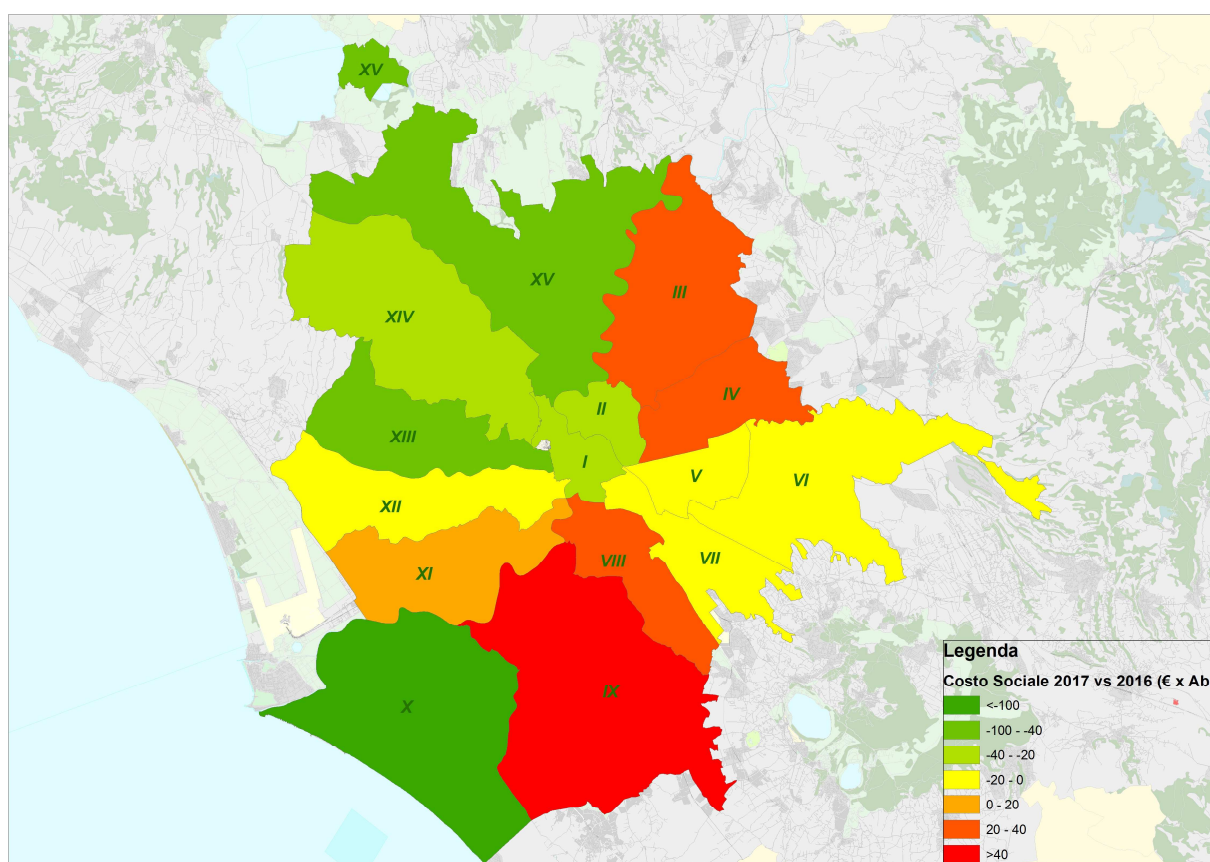 XV
XV
III
XIV
IV
II
XIII
I
V
VI
XII
VIII
VII
XI
IX
X
Legenda
Costo Sociale 2017 vs 2016 (€ x Ab
<-100
-100 - -40
-40 - -20
-20 - 0
0 - 20
20 - 40
>40